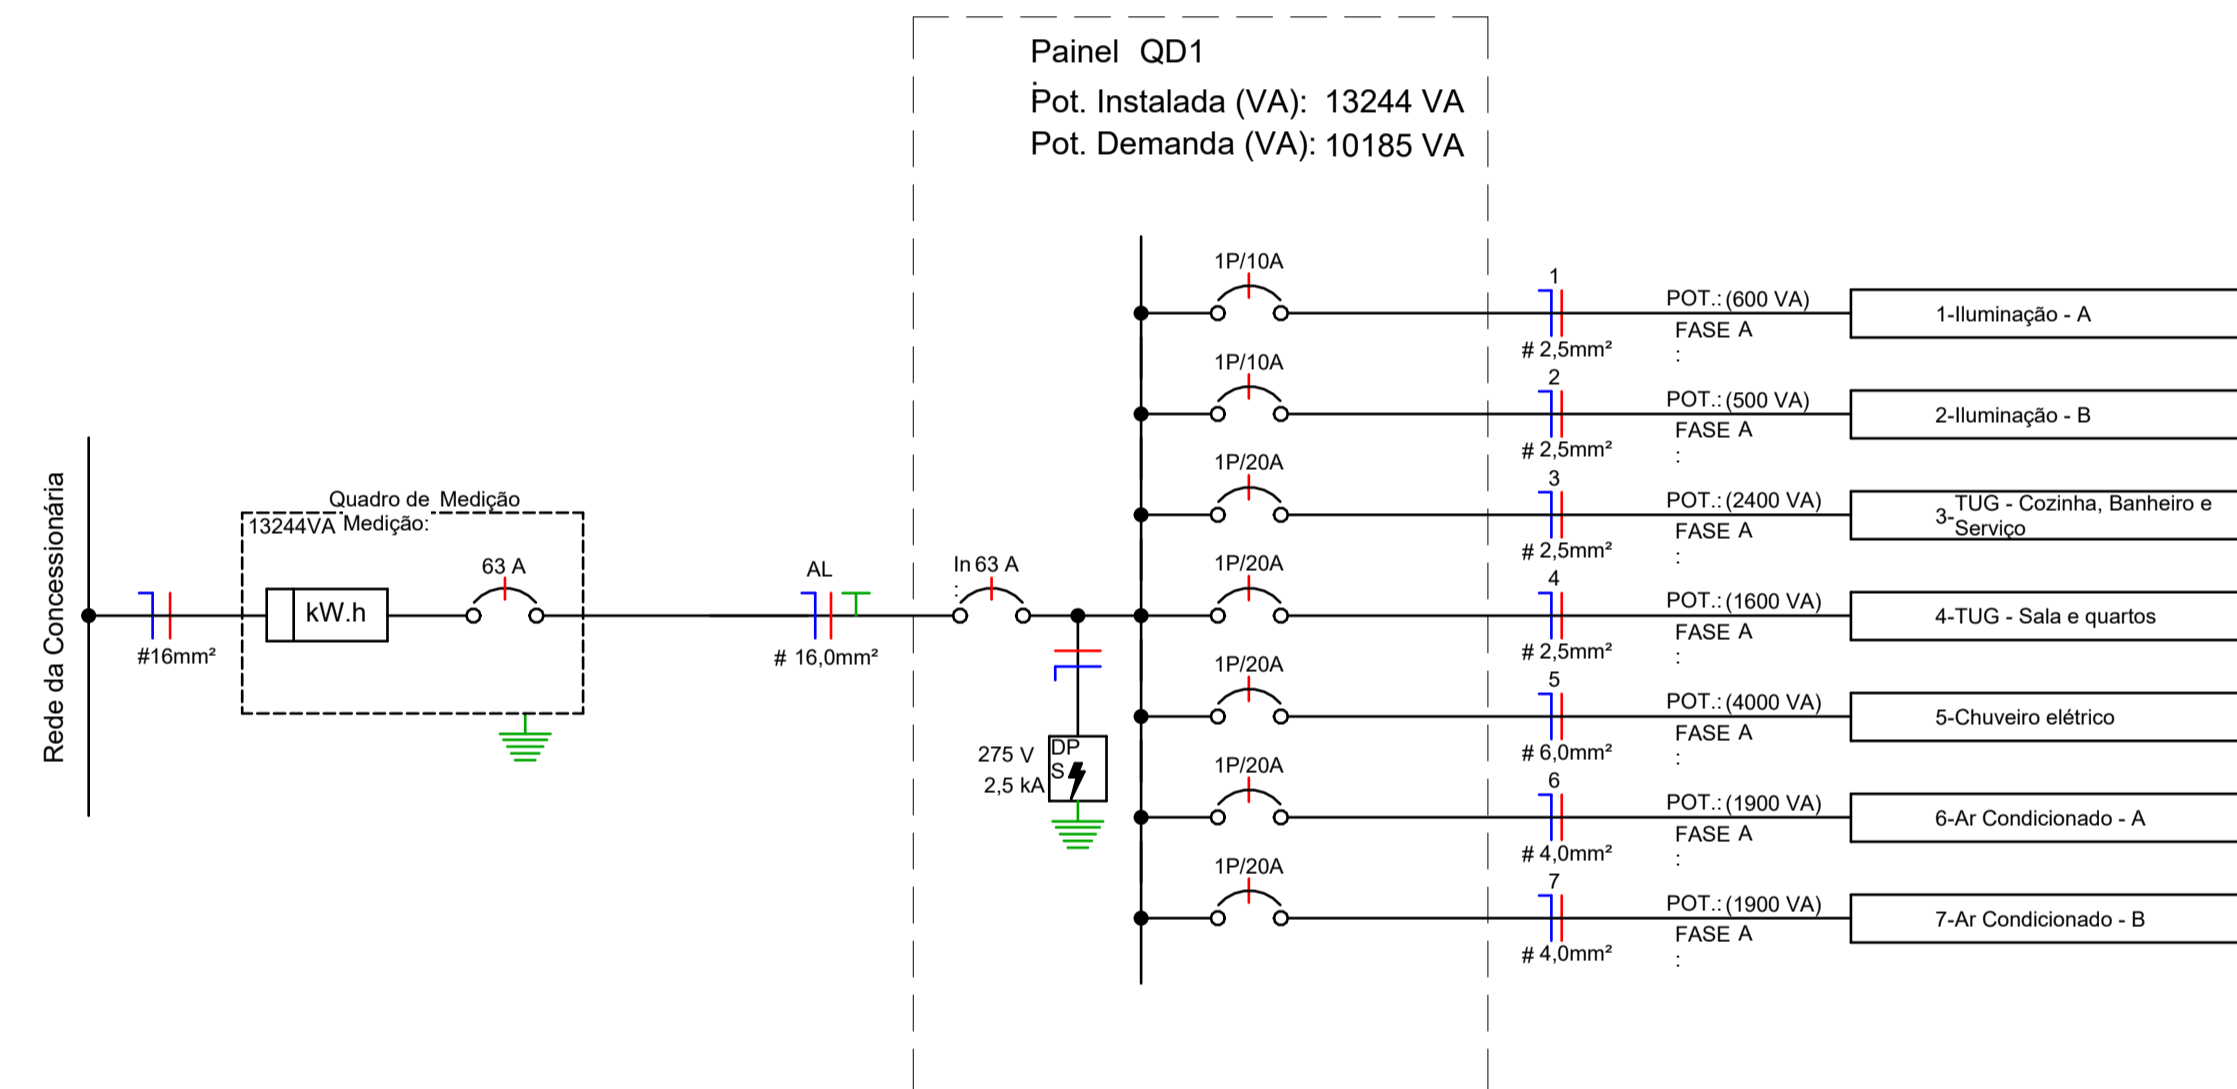 Painel QD1
:
Pot. Instalada (VA): 13244 VA
Pot. Demanda (VA): 10185 VA
Rede da Concessionária
#16mm²
Quadro de Medição
13244VA Medição:
kW.h
63 A
AL
# 16,0mm²
In 63 A
:
275 V
2,5 kA
DP
S
1P/10A
1
# 2,5mm²
POT.: (600 VA)
FASE A
:
1-Iluminação - A
1P/10A
2
# 2,5mm²
POT.: (500 VA)
FASE A
:
2-Iluminação - B
1P/20A
3
# 2,5mm²
POT.: (2400 VA)
FASE A
:
3-TUG - Cozinha, Banheiro e
Serviço
1P/20A
4
# 2,5mm²
POT.: (1600 VA)
FASE A
:
4-TUG - Sala e quartos
1P/20A
5
# 6,0mm²
POT.: (4000 VA)
FASE A
:
5-Chuveiro elétrico
1P/20A
6
# 4,0mm²
POT.: (1900 VA)
FASE A
:
6-Ar Condicionado - A
1P/20A
7
# 4,0mm²
POT.: (1900 VA)
FASE A
:
7-Ar Condicionado - B